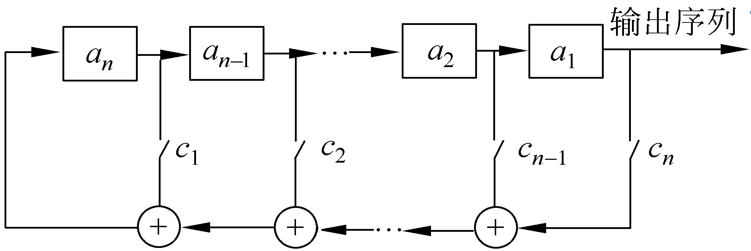 输出序列
aₙ aₙ₋₁ ··· a₂ a₁
c₁ c₂ cₙ₋₁ cₙ
+ + ··· +